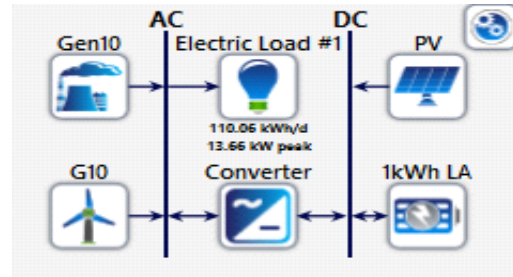 AC DC
Gen10 Electric Load #1 PV
110.06 kWh/d
13.66 kW peak
G10 Converter 1kWh LA